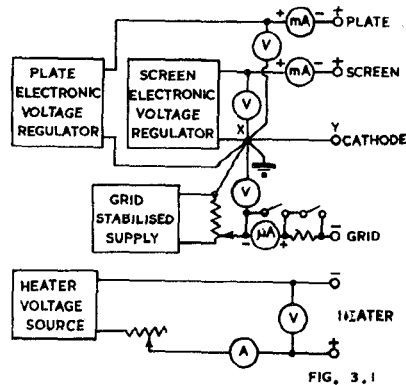 + mA - + PLATE
V
PLATE
ELECTRONIC
VOLTAGE
REGULATOR
SCREEN
ELECTRONIC
VOLTAGE
REGULATOR
+ mA - + SCREEN
V
X
Y
CATHODE
V
GRID
STABILISED
SUPPLY
- μA + - GRID
HEATER
VOLTAGE
SOURCE
-
V
HEATER
A +
FIG. 3.1